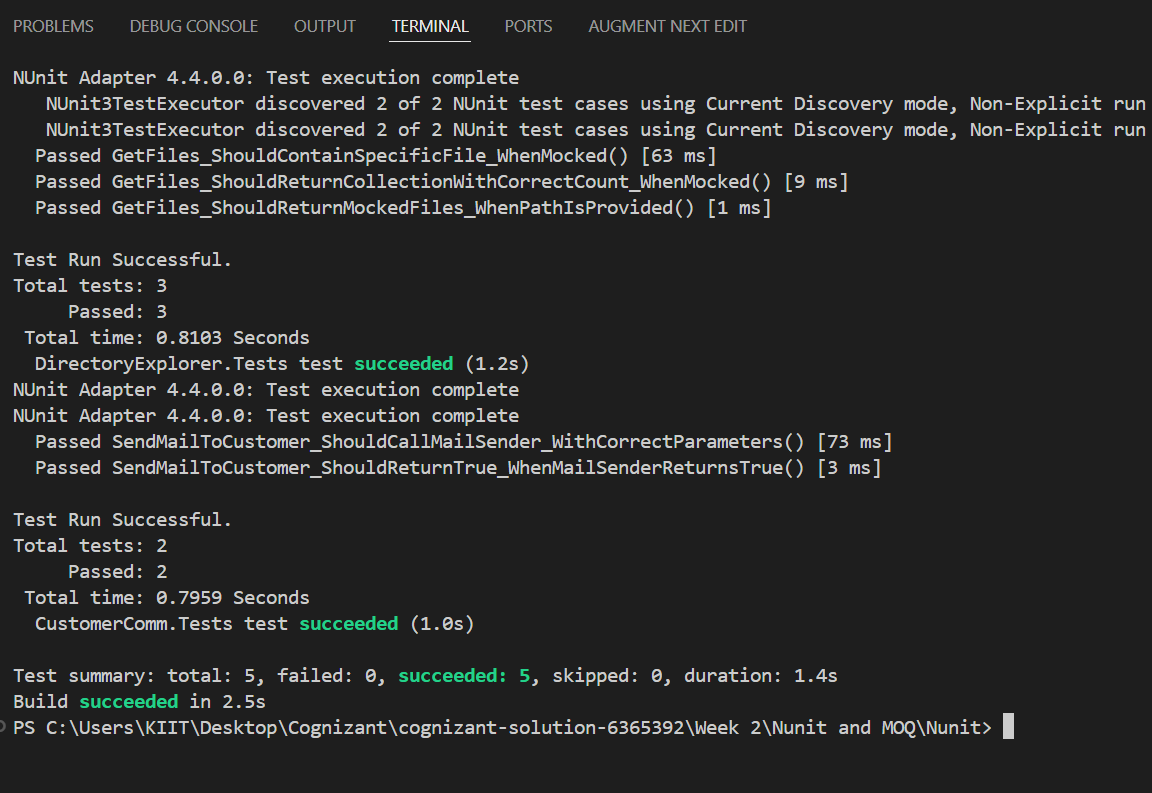 PROBLEMS DEBUG CONSOLE OUTPUT TERMINAL PORTS AUGMENT NEXT EDIT
NUnit Adapter 4.4.0.0: Test execution complete
NUnit3TestExecutor discovered 2 of 2 NUnit test cases using Current Discovery mode, Non-Explicit run
NUnit3TestExecutor discovered 2 of 2 NUnit test cases using Current Discovery mode, Non-Explicit run
Passed GetFiles_ShouldContainSpecificFile_WhenMocked() [63 ms]
Passed GetFiles_ShouldReturnCollectionWithCorrectCount_WhenMocked() [9 ms]
Passed GetFiles_ShouldReturnMockedFiles_WhenPathIsProvided() [1 ms]
Test Run Successful.
Total tests: 3
Passed: 3
Total time: 0.8103 Seconds
DirectoryExplorer.Tests test succeeded (1.2s)
NUnit Adapter 4.4.0.0: Test execution complete
NUnit Adapter 4.4.0.0: Test execution complete
Passed SendMailToCustomer_ShouldCallMailSender_WithCorrectParameters() [73 ms]
Passed SendMailToCustomer_ShouldReturnTrue_WhenMailSenderReturnsTrue() [3 ms]
Test Run Successful.
Total tests: 2
Passed: 2
Total time: 0.7959 Seconds
CustomerComm.Tests test succeeded (1.0s)
Test summary: total: 5, failed: 0, succeeded: 5, skipped: 0, duration: 1.4s
Build succeeded in 2.5s
PS C:\Users\KIIT\Desktop\Cognizant\cognizant-solution-6365392\Week 2\Nunit and MOQ\Nunit>